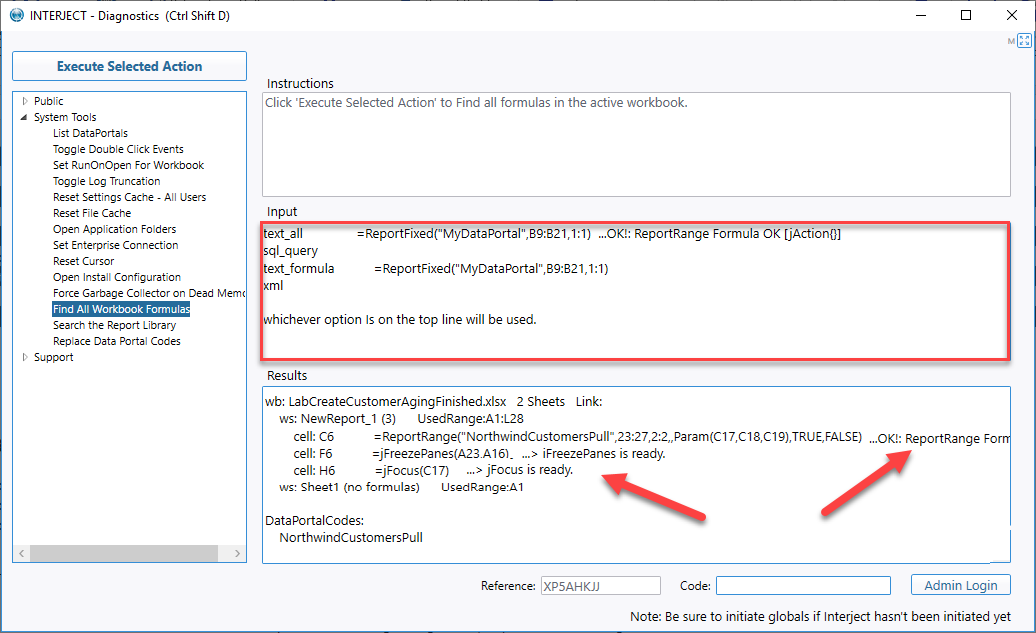 INTERJECT - Diagnostics (Ctrl Shift D)
M
Execute Selected Action
Public
System Tools
List DataPortals
Toggle Double Click Events
Set RunOnOpen For Workbook
Toggle Log Truncation
Reset Settings Cache - All Users
Reset File Cache
Open Application Folders
Set Enterprise Connection
Reset Cursor
Open Install Configuration
Force Garbage Collector on Dead Memo
Find All Workbook Formulas
Search the Report Library
Replace Data Portal Codes
Support
Instructions
Click 'Execute Selected Action' to Find all formulas in the active workbook.
Input
text_all =ReportFixed("MyDataPortal",B9:B21,1:1) ...OK!: ReportRange Formula OK [jAction{}]
sql_query
text_formula =ReportFixed("MyDataPortal",B9:B21,1:1)
xml
whichever option Is on the top line will be used.
Results
wb: LabCreateCustomerAgingFinished.xlsx 2 Sheets Link:
ws: NewReport_1 (3) UsedRange:A1:L28
cell: C6 =ReportRange("NorthwindCustomersPull",23:27,2:2,,Param(C17,C18,C19),TRUE,FALSE) ...OK!: ReportRange Form
cell: F6 =jFreezePanes(A23,A16) ...> jFreezePanes is ready.
cell: H6 =jFocus(C17) ...> jFocus is ready.
ws: Sheet1 (no formulas) UsedRange:A1
DataPortalCodes:
NorthwindCustomersPull
Reference: XP5AHKJJ Code: Admin Login
Note: Be sure to initiate globals if Interject hasn't been initiated yet